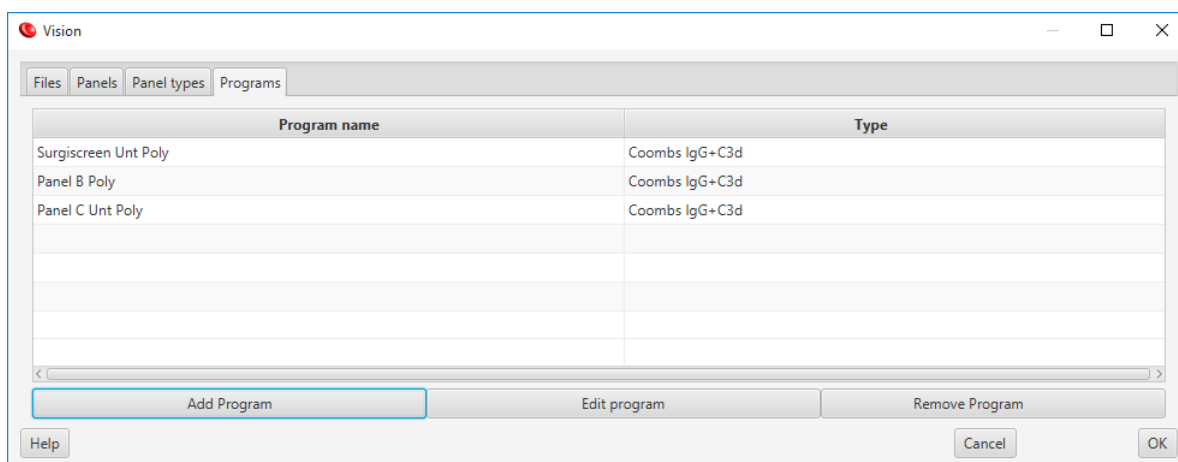 Vision
Files Panels Panel types Programs
Program name Type
Surgiscreen Unt Poly Coombs IgG+C3d
Panel B Poly Coombs IgG+C3d
Panel C Unt Poly Coombs IgG+C3d
Add Program Edit program Remove Program
Help Cancel OK